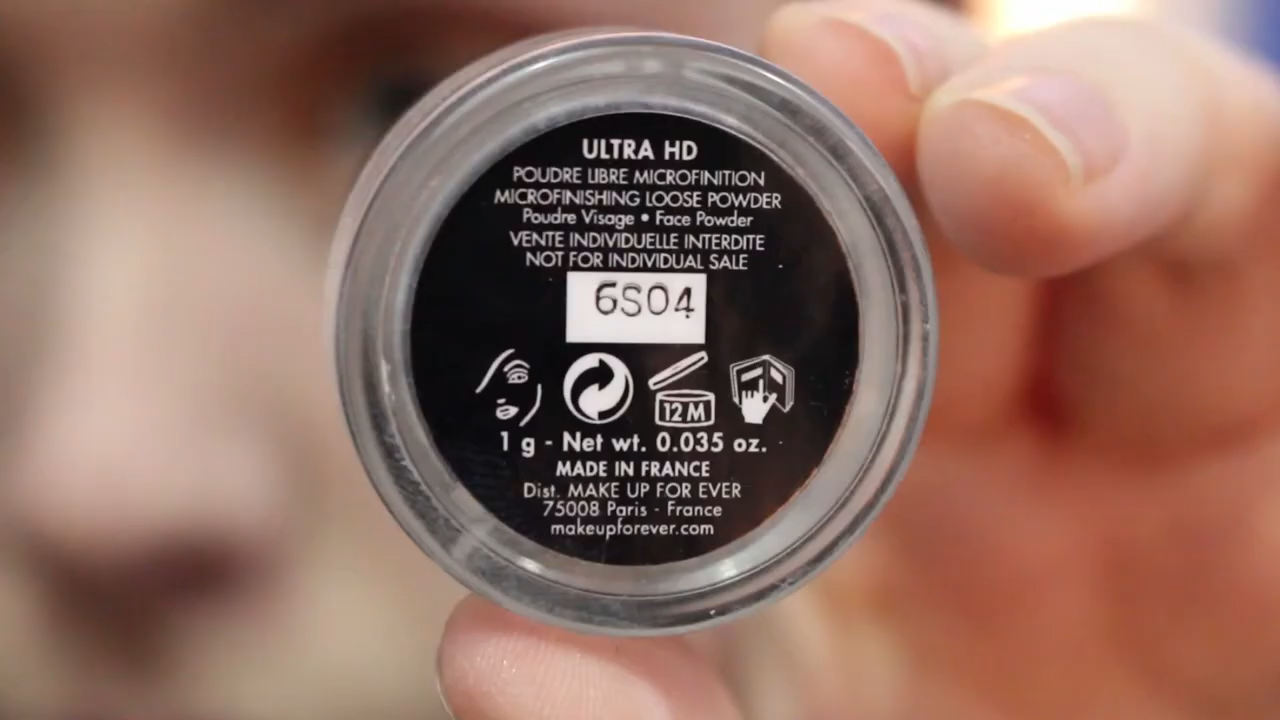 ULTRA HD
POUDRE LIBRE MICROFINITION
MICROFINISHING LOOSE POWDER
Poudre Visage • Face Powder
VENTE INDIVIDUELLE INTERDITE
NOT FOR INDIVIDUAL SALE
6S04
12 M
1 g - Net wt. 0.035 oz.
MADE IN FRANCE
Dist. MAKE UP FOR EVER
75008 Paris - France
makeupforever.com